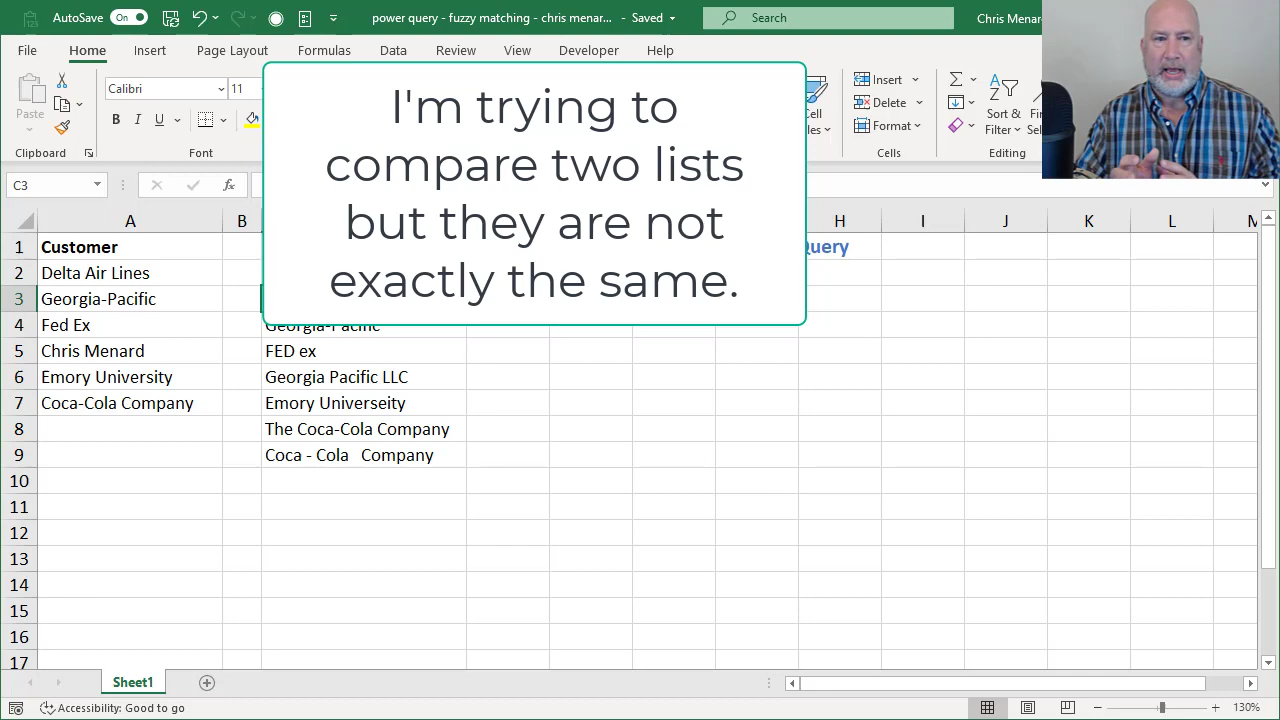 AutoSave On
power query - fuzzy matching - chris menar... - Saved
Search
Chris Menard
File Home Insert Page Layout Formulas Data Review View Developer Help
Paste
Clipboard
Calibri 11
B I U
Font
I'm trying to
compare two lists
but they are not
exactly the same.
Insert
Delete
Format
Cells
Sort &
Filter
Editing
C3
fx
A B H I J K L M
1 Customer Query
2 Delta Air Lines
3 Georgia-Pacific
4 Fed Ex Georgia-Pacific
5 Chris Menard FED ex
6 Emory University Georgia Pacific LLC
7 Coca-Cola Company Emory Universeity
8 The Coca-Cola Company
9 Coca - Cola   Company
10
11
12
13
14
15
16
17
Sheet1
Accessibility: Good to go
130%